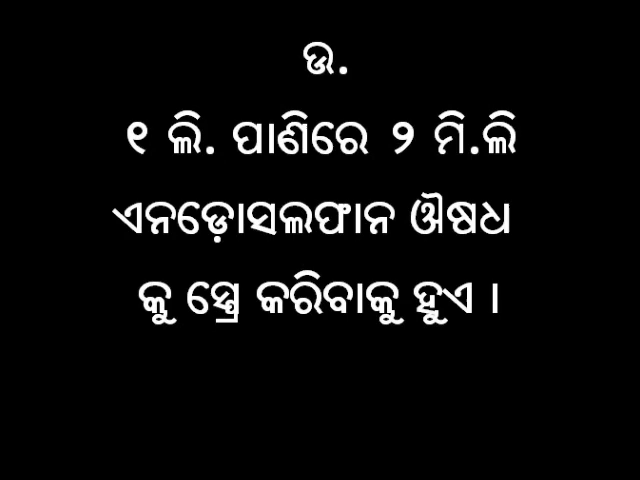 ଉ.
୧ ଲି. ପାଣିରେ ୨ ମି.ଲି
ଏନଡ଼ୋସଲଫାନ ଔଷଧ
କୁ ସ୍ପ୍ରେ କରିବାକୁ ହୁଏ ।